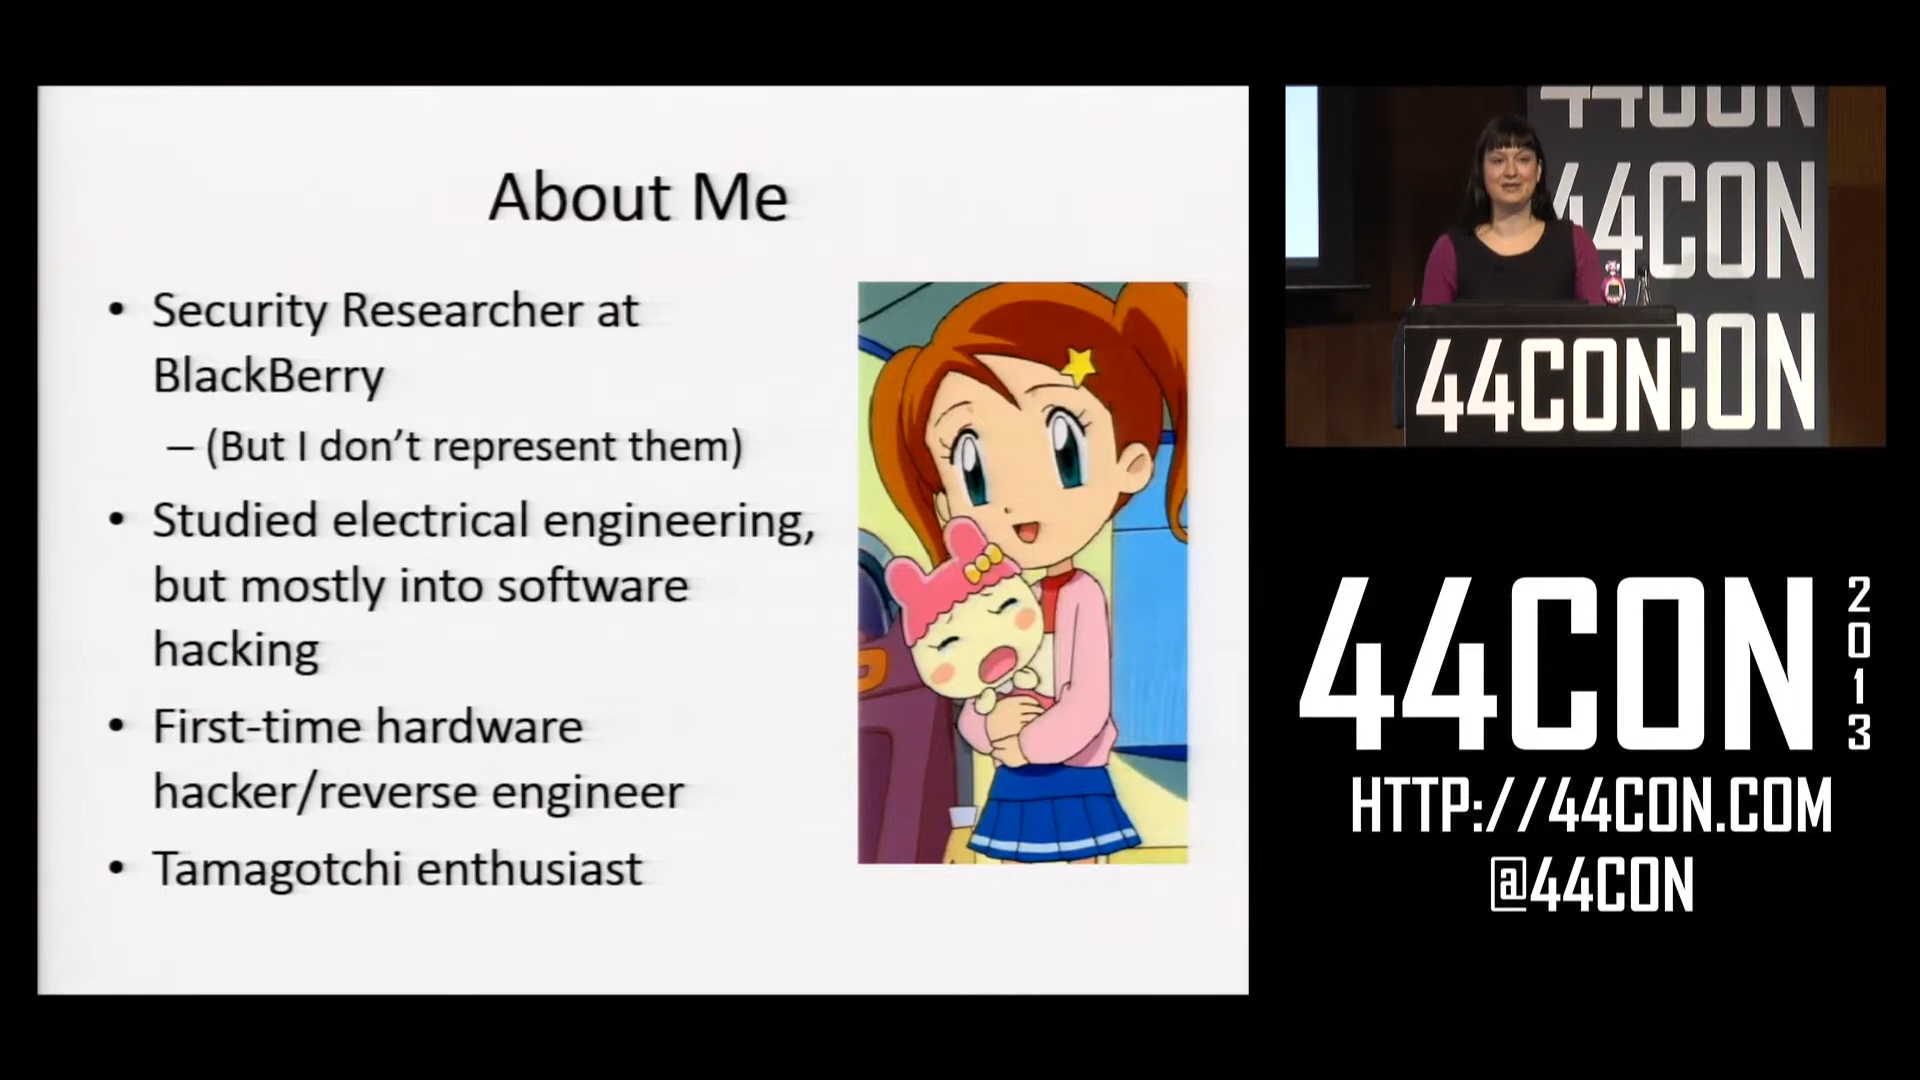 About Me
• Security Researcher at
BlackBerry
– (But I don’t represent them)
• Studied electrical engineering,
but mostly into software
hacking
• First-time hardware
hacker/reverse engineer
• Tamagotchi enthusiast
44CON
44CON
44CON
CON
44CON
2013
HTTP://44CON.COM
@44CON